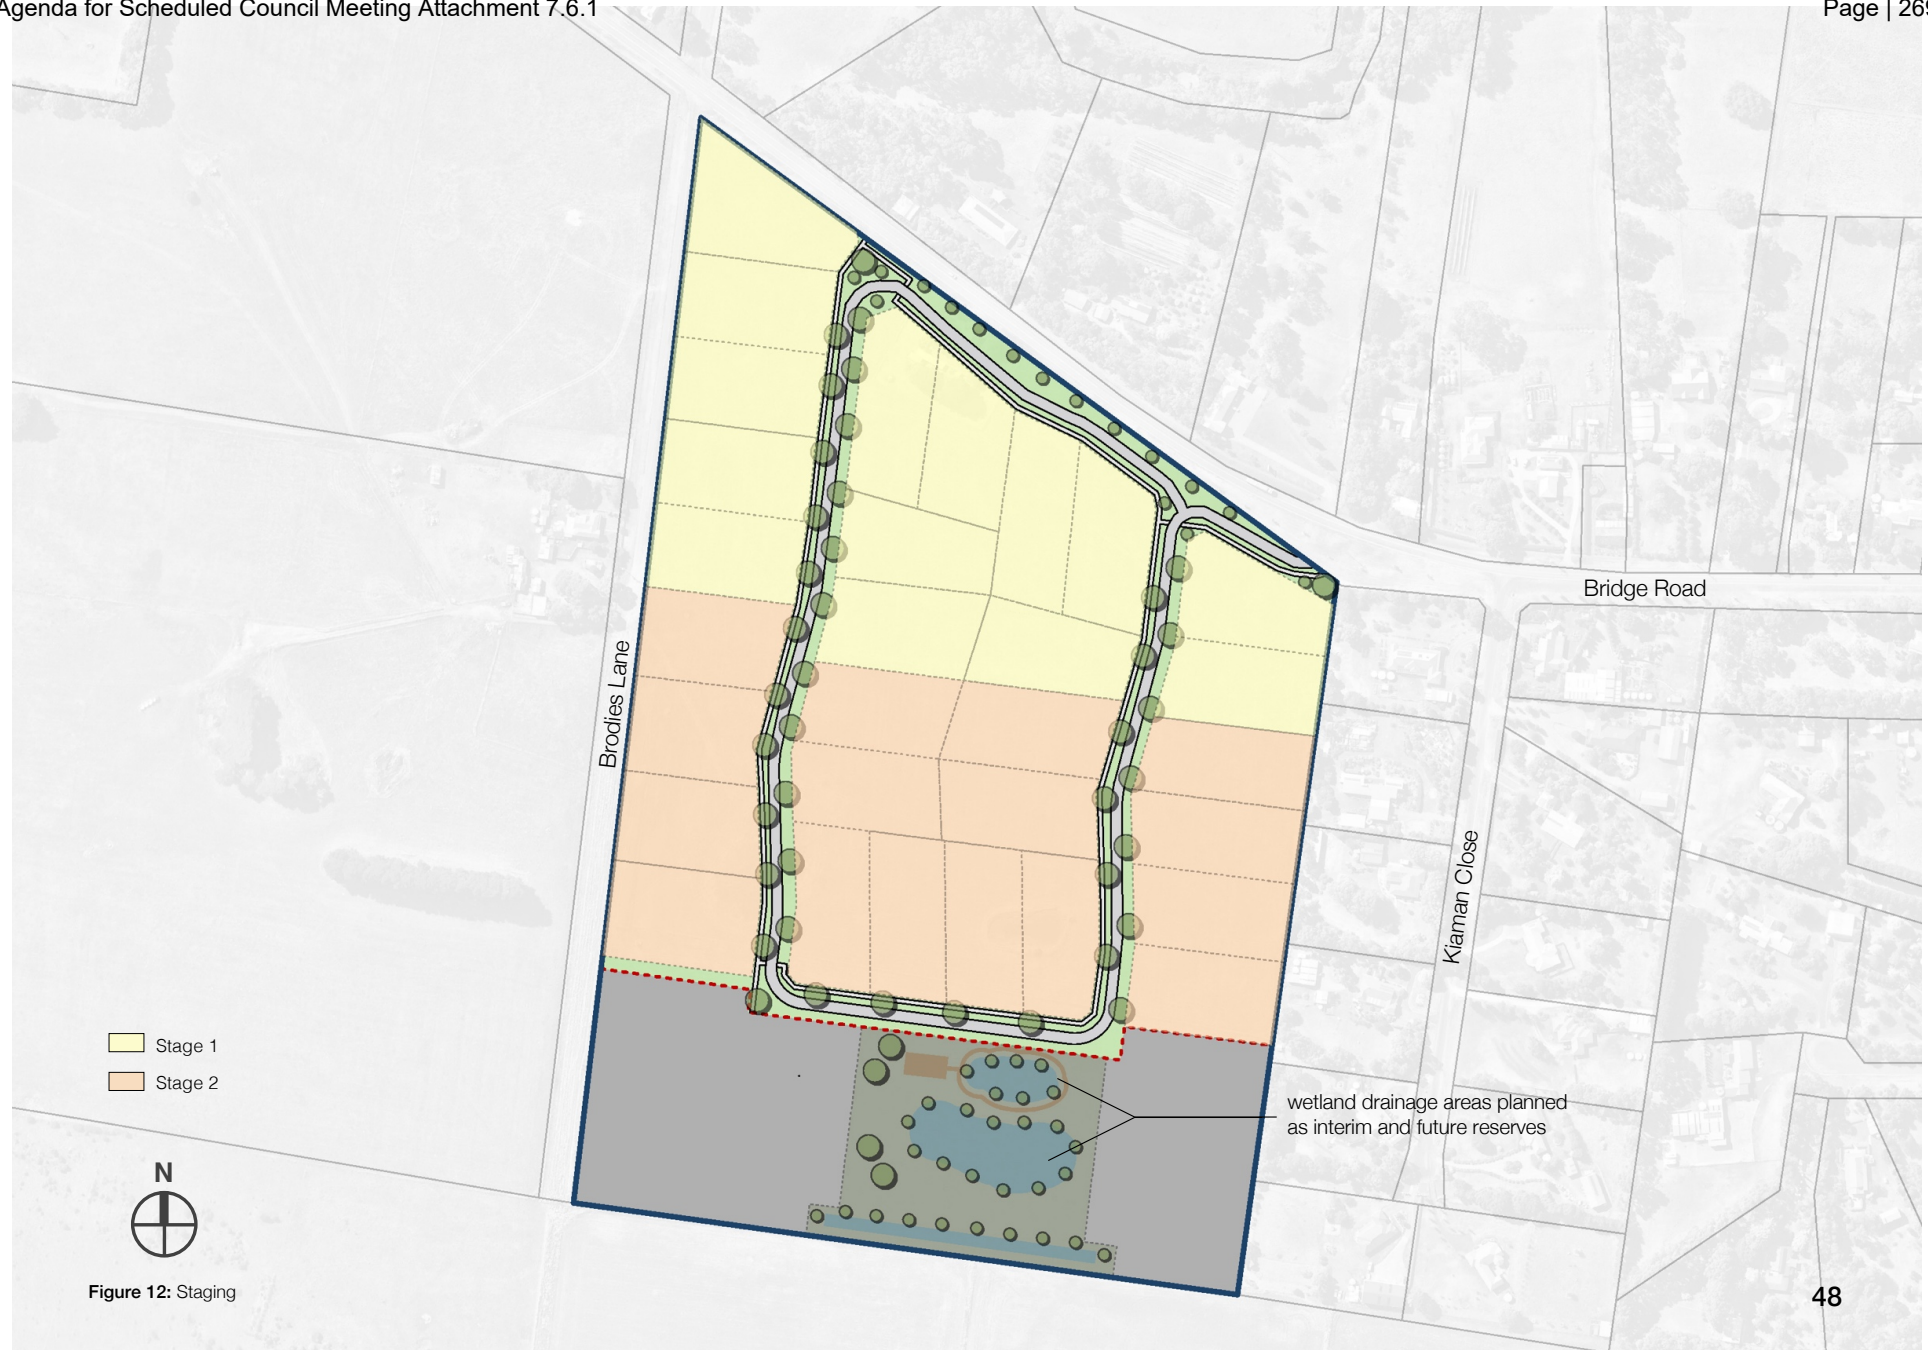 Agenda for Scheduled Council Meeting Attachment 7.6.1
Page | 269
Bridge Road
Brodies Lane
Kiaman Close
Stage 1
Stage 2
wetland drainage areas planned
as interim and future reserves
N
Figure 12: Staging
48